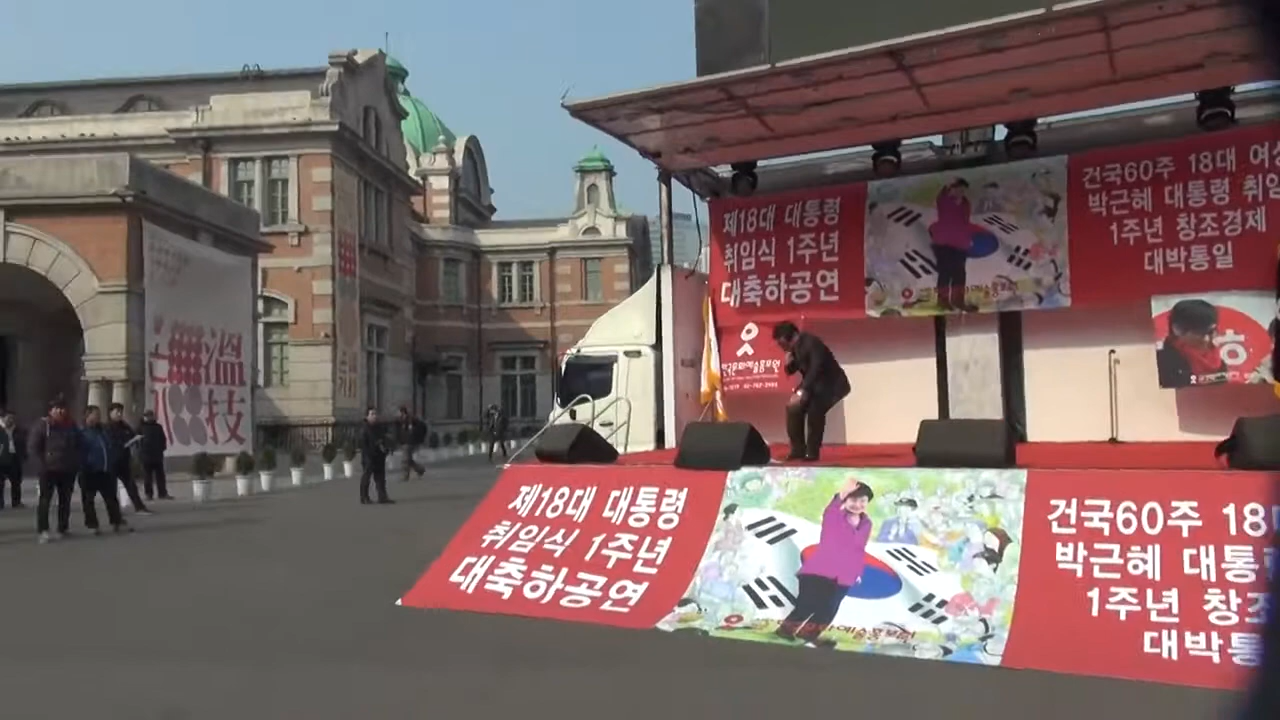 제18대 대통령
취임식 1주년
대축하공연
건국60주 18대 여
박근혜 대통령 취임
1주년 창조경제
대박통일
ㅎ
溫
技
제18대 대통령
취임식 1주년
대축하공연
건국60주 18
박근혜 대통
1주년 창조
대박통